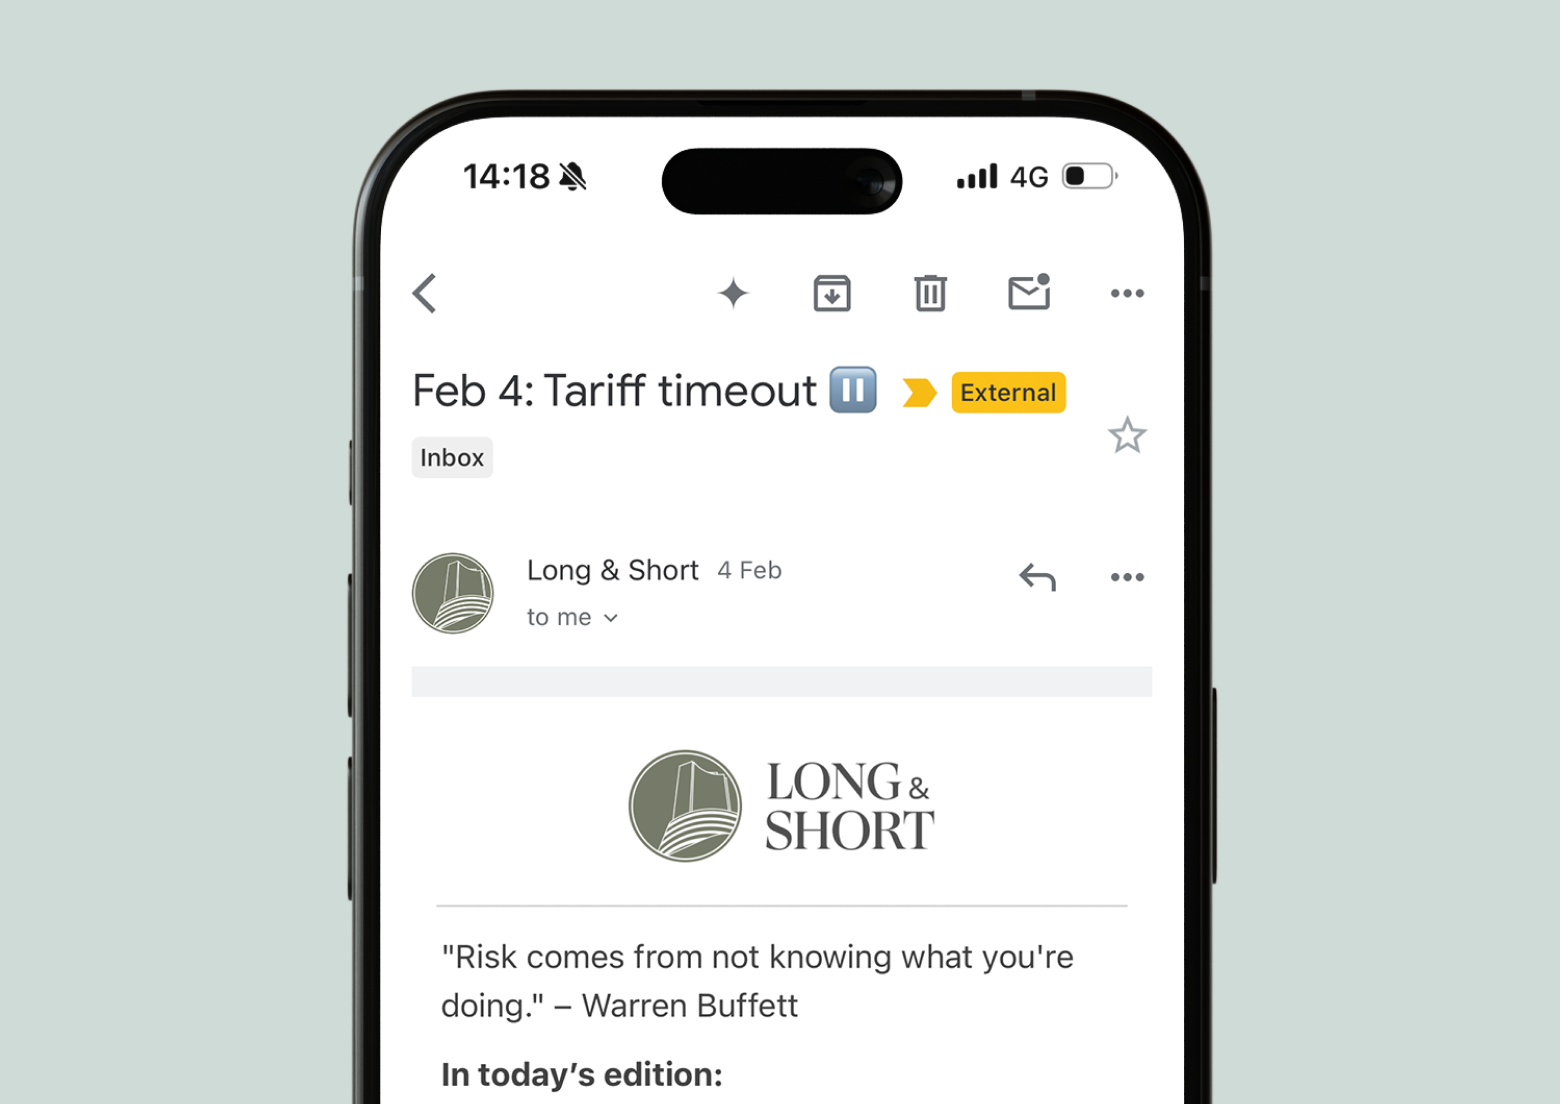 14:18 4G
Feb 4: Tariff timeout ⏸️ External
Inbox
Long & Short 4 Feb
to me
LONG &
SHORT
"Risk comes from not knowing what you're
doing." – Warren Buffett
In today’s edition: